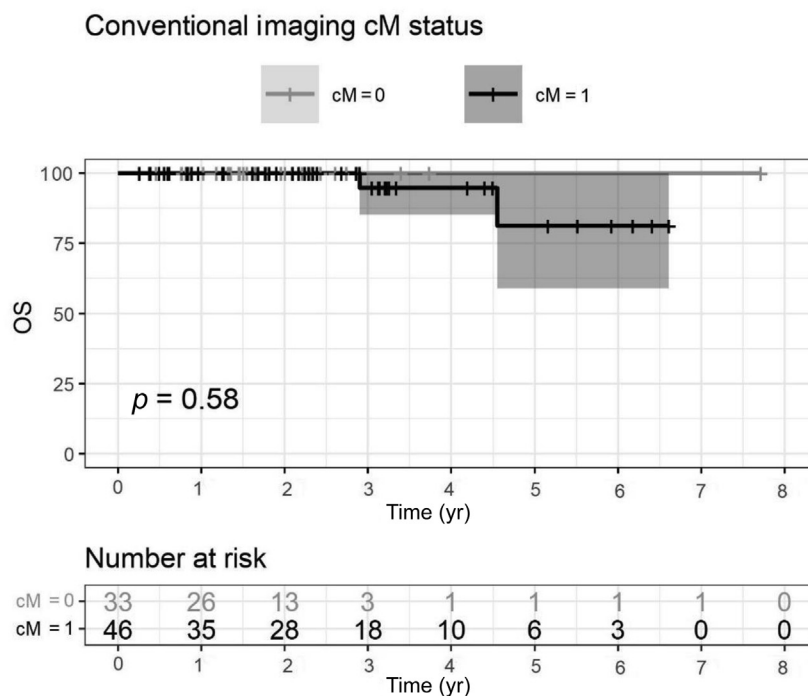 Conventional imaging cM status
cM = 0 cM = 1
100
75
OS
50
25
p = 0.58
0
0 1 2 3 4 5 6 7 8
Time (yr)
Number at risk
cM = 0 33 26 13 3 1 1 1 1 0
cM = 1 46 35 28 18 10 6 3 0 0
0 1 2 3 4 5 6 7 8
Time (yr)